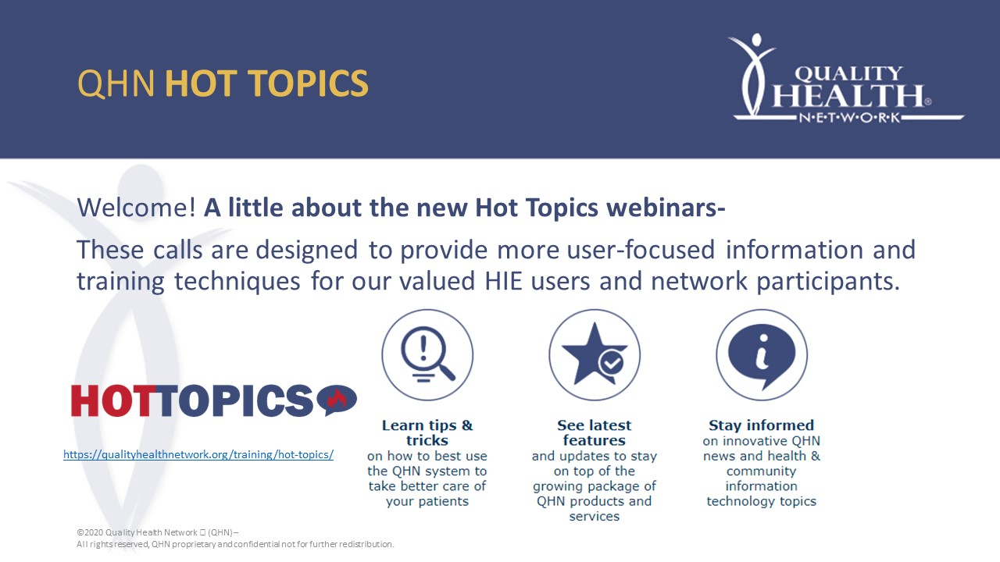 QHN HOT TOPICS
QUALITY
HEALTH®
N·E·T·W·O·R·K
Welcome! A little about the new Hot Topics webinars-
These calls are designed to provide more user-focused information and
training techniques for our valued HIE users and network participants.
HOTTOPICS
https://qualityhealthnetwork.org/training/hot-topics/
Learn tips &
tricks
on how to best use
the QHN system to
take better care of
your patients
See latest
features
and updates to stay
on top of the
growing package of
QHN products and
services
Stay informed
on innovative QHN
news and health &
community
information
technology topics
©2020 Quality Health Network (QHN) –
All rights reserved, QHN proprietary and confidential not for further redistribution.